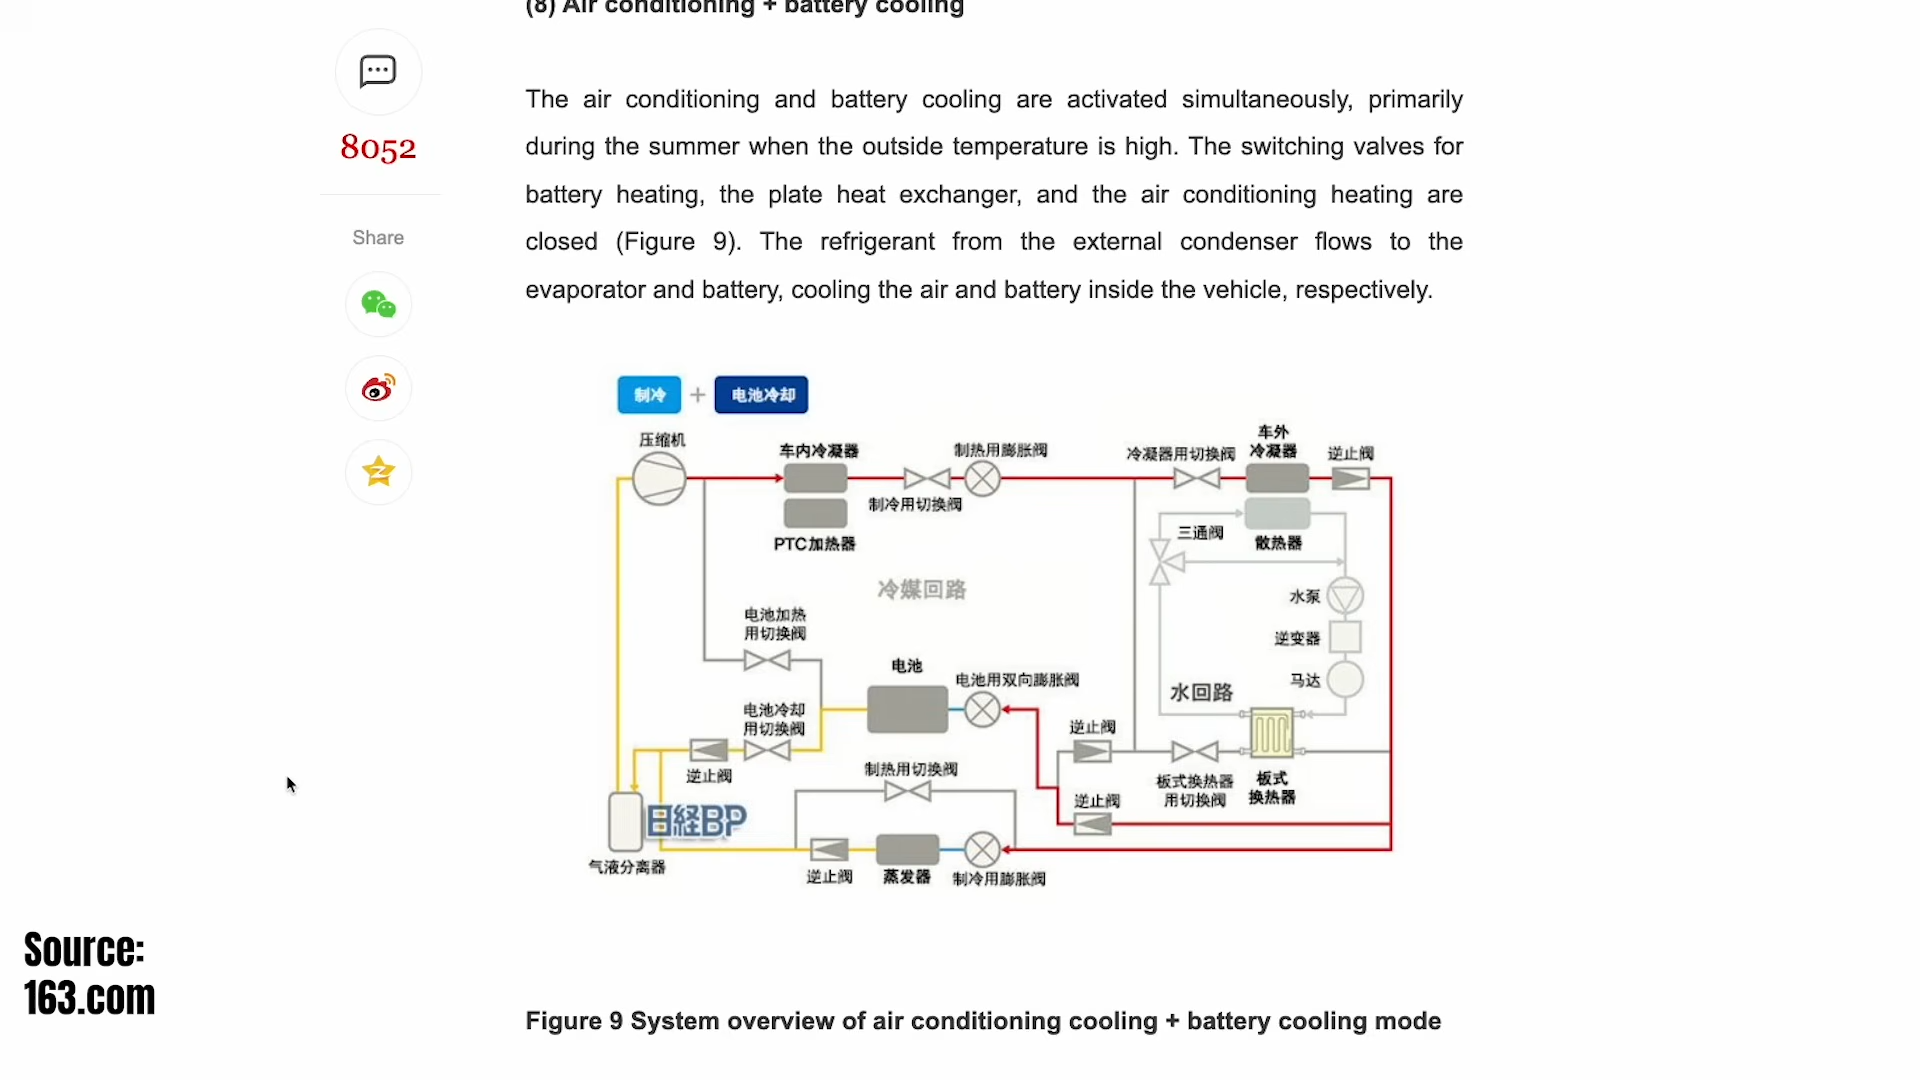 (8) Air conditioning + battery cooling
8052
Share
The air conditioning and battery cooling are activated simultaneously, primarily
during the summer when the outside temperature is high. The switching valves for
battery heating, the plate heat exchanger, and the air conditioning heating are
closed (Figure 9). The refrigerant from the external condenser flows to the
evaporator and battery, cooling the air and battery inside the vehicle, respectively.
制冷 + 电池冷却
压缩机
车内冷凝器
制热用膨胀阀
冷凝器用切换阀
车外
冷凝器
逆止阀
制冷用切换阀
PTC加热器
三通阀
散热器
冷媒回路
水泵
电池加热
用切换阀
逆变器
电池
电池用双向膨胀阀
马达
水回路
电池冷却
用切换阀
逆止阀
逆止阀
制热用切换阀
板式换热器
用切换阀
板式
换热器
逆止阀
日経BP
气液分离器
逆止阀
蒸发器
制冷用膨胀阀
Source:
163.com
Figure 9 System overview of air conditioning cooling + battery cooling mode